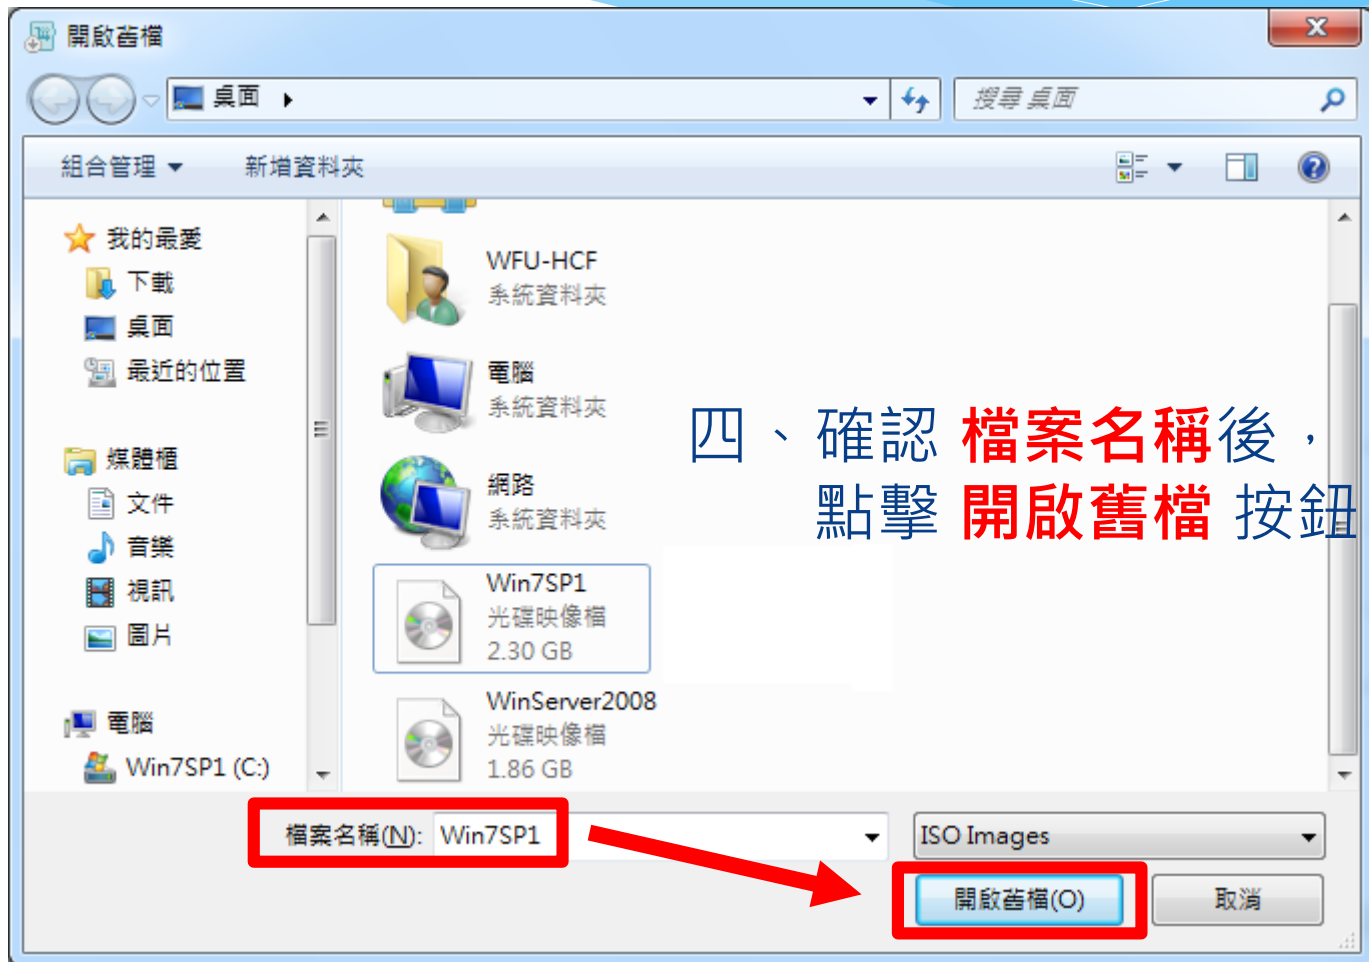 開啟舊檔
桌面
搜尋 桌面
組合管理
新增資料夾
我的最愛
下載
桌面
最近的位置
媒體櫃
文件
音樂
視訊
圖片
電腦
Win7SP1 (C:)
WFU-HCF
系統資料夾
電腦
系統資料夾
網路
系統資料夾
Win7SP1
光碟映像檔
2.30 GB
WinServer2008
光碟映像檔
1.86 GB
四、確認 檔案名稱後，
點擊 開啟舊檔 按鈕
檔案名稱(N): Win7SP1
ISO Images
開啟舊檔(O)
取消